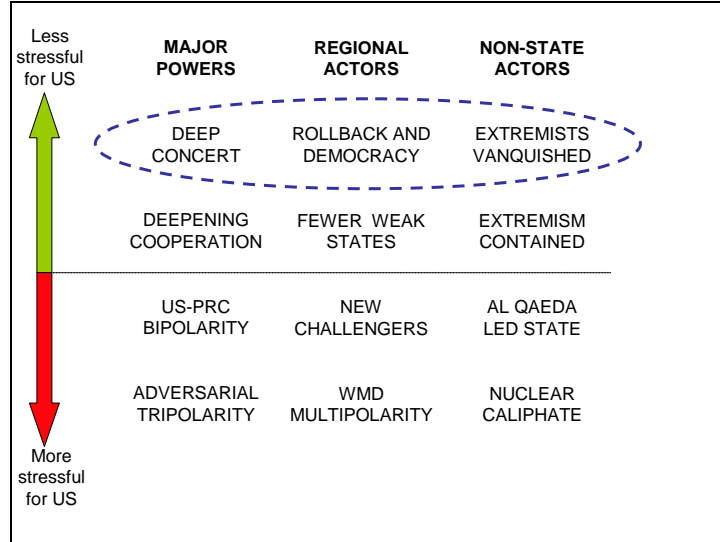 Less
stressful
for US
MAJOR
POWERS
REGIONAL
ACTORS
NON-STATE
ACTORS
DEEP
CONCERT
ROLLBACK AND
DEMOCRACY
EXTREMISTS
VANQUISHED
DEEPENING
COOPERATION
FEWER WEAK
STATES
EXTREMISM
CONTAINED
US-PRC
BIPOLARITY
NEW
CHALLENGERS
AL QAEDA
LED STATE
ADVERSARIAL
TRIPOLARITY
WMD
MULTIPOLARITY
NUCLEAR
CALIPHATE
More
stressful
for US